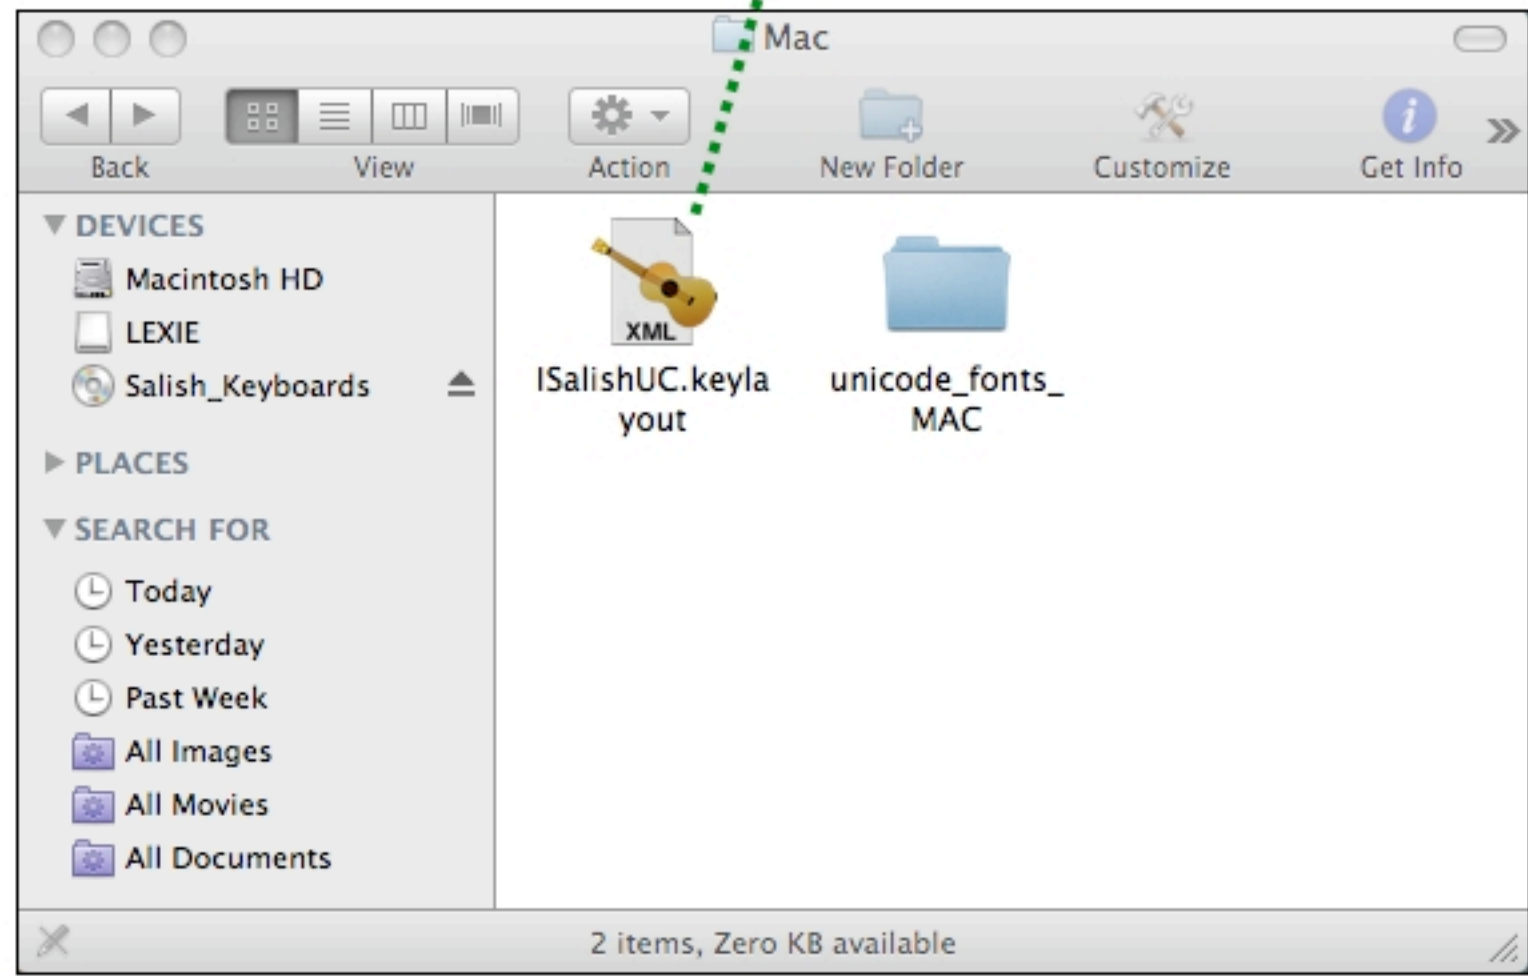 Mac
Back
View
Action
New Folder
Customize
Get Info
DEVICES
Macintosh HD
LEXIE
Salish_Keyboards
PLACES
SEARCH FOR
Today
Yesterday
Past Week
All Images
All Movies
All Documents
XML
ISalishUC.keyla
yout
unicode_fonts_
MAC
2 items, Zero KB available